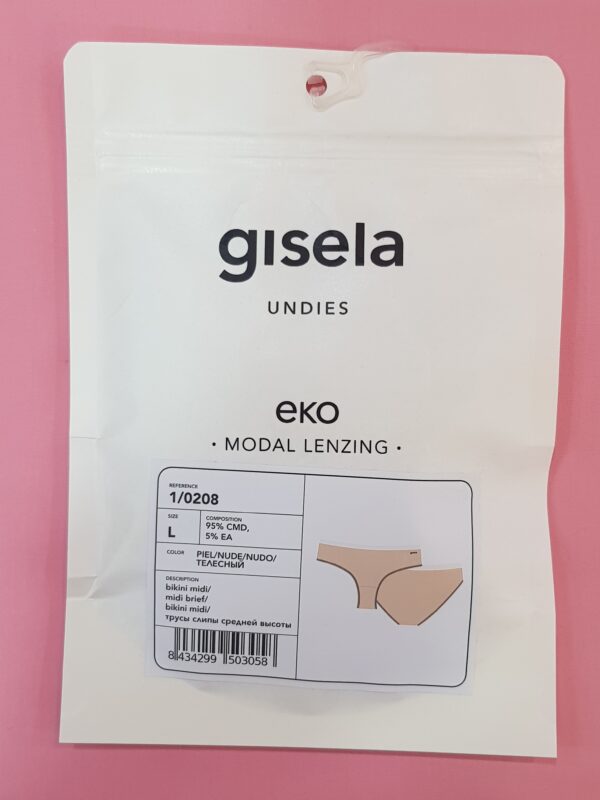 gisela
UNDIES
eko
• MODAL LENZING •
REFERENCE
1/0208
SIZE
L
COMPOSITION
95% CMD,
5% EA
COLOR
PIEL/NUDE/NUDO/
ТЕЛЕСНЫЙ
DESCRIPTION
bikini midi/
midi brief/
bikini midi/
трусы слипы средней высоты
8 434299 503058